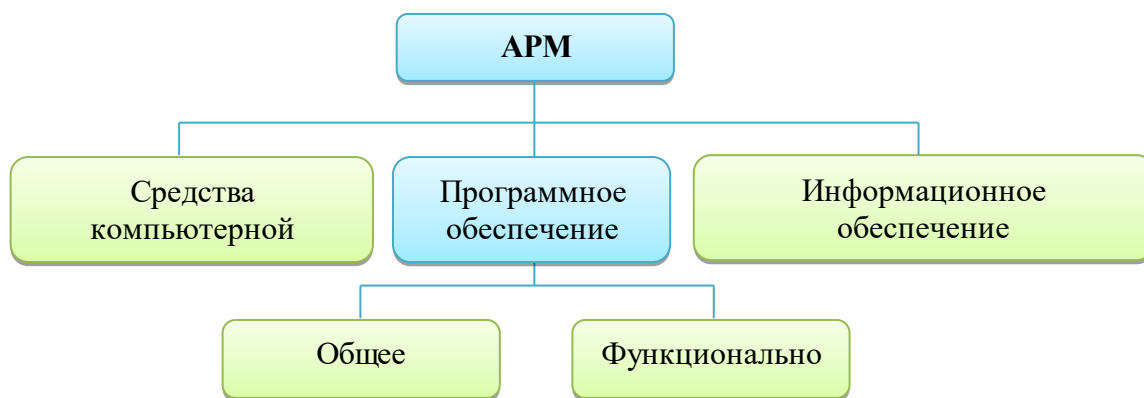 АРМ
Средства
компьютерной
Программное
обеспечение
Информационное
обеспечение
Общее
Функционально